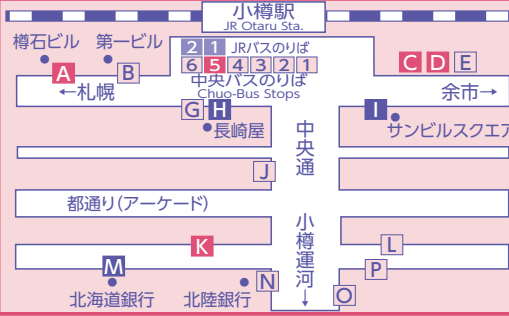 小樽駅
JR Otaru Sta.
樽石ビル 第一ビル
2 1 JRバスのりば
6 5 4 3 2 1
中央バスのりば
Chuo-Bus Stops
A B C D E
←札幌 余市→
G H I
長崎屋 サンビルスクエア
中央通
J
都通り(アーケード)
小樽運河→
K L
M N P
O
北海道銀行 北陸銀行